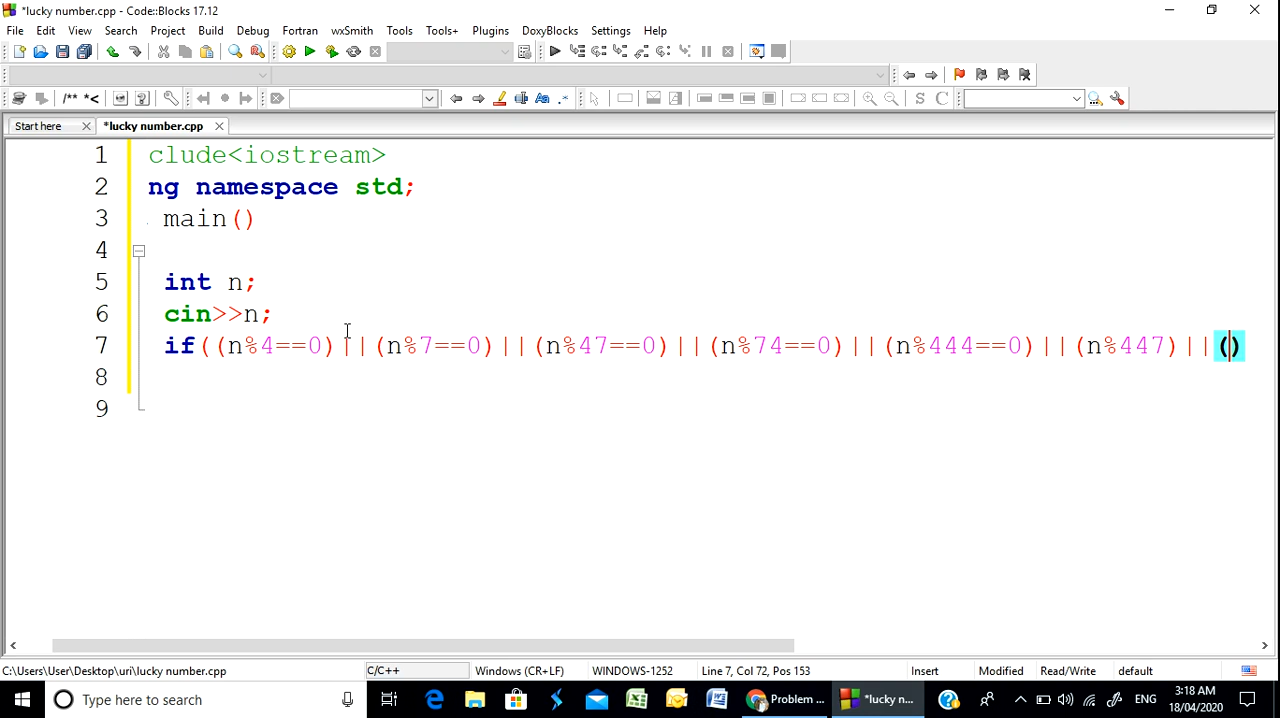 *lucky number.cpp - Code::Blocks 17.12
File Edit View Search Project Build Debug Fortran wxSmith Tools Tools+ Plugins DoxyBlocks Settings Help
/** *<
S C
Start here *lucky number.cpp
1 clude<iostream>
2 ng namespace std;
3 main()
4
5 int n;
6 cin>>n;
7 if((n%4==0)||(n%7==0)||(n%47==0)||(n%74==0)||(n%444==0)||(n%447)||()
8
9
C:\Users\User\Desktop\uri\lucky number.cpp C/C++ Windows (CR+LF) WINDOWS-1252 Line 7, Col 72, Pos 153 Insert Modified Read/Write default
Type here to search Problem ... *lucky n... ENG 3:18 AM
18/04/2020